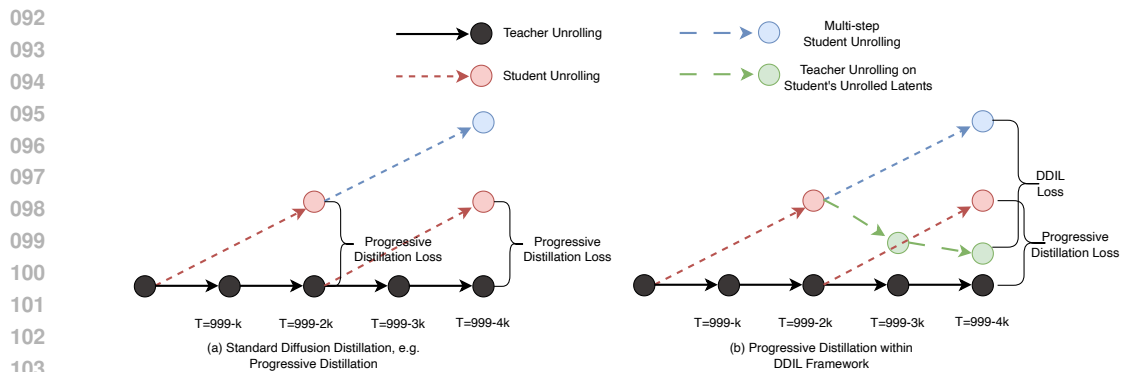 092
093
094
095
096
097
098
099
100
101
102
103
Teacher Unrolling
Student Unrolling
Multi-step
Student Unrolling
Teacher Unrolling on
Student's Unrolled Latents
Progressive
Distillation Loss
Progressive
Distillation Loss
T=999-k
T=999-2k
T=999-3k
T=999-4k
(a) Standard Diffusion Distillation, e.g.
Progressive Distillation
DDIL
Loss
Progressive
Distillation Loss
T=999-k
T=999-2k
T=999-3k
T=999-4k
(b) Progressive Distillation within
DDIL Framework